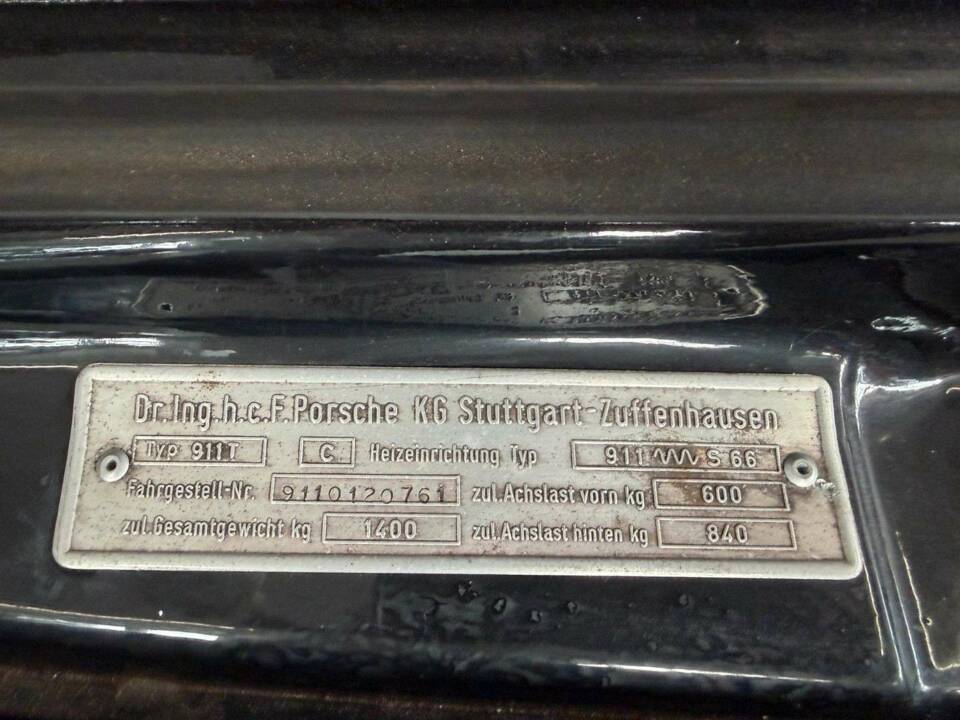 Dr.Ing.h.c.F.Porsche KG Stuttgart-Zuffenhausen
Typ 911T C Heizeinrichtung Typ 911 S 66
Fahrgestell-Nr. 9110120761 zul.Achslast vorn kg 600
zul.Gesamtgewicht kg 1400 zul.Achslast hinten kg 840